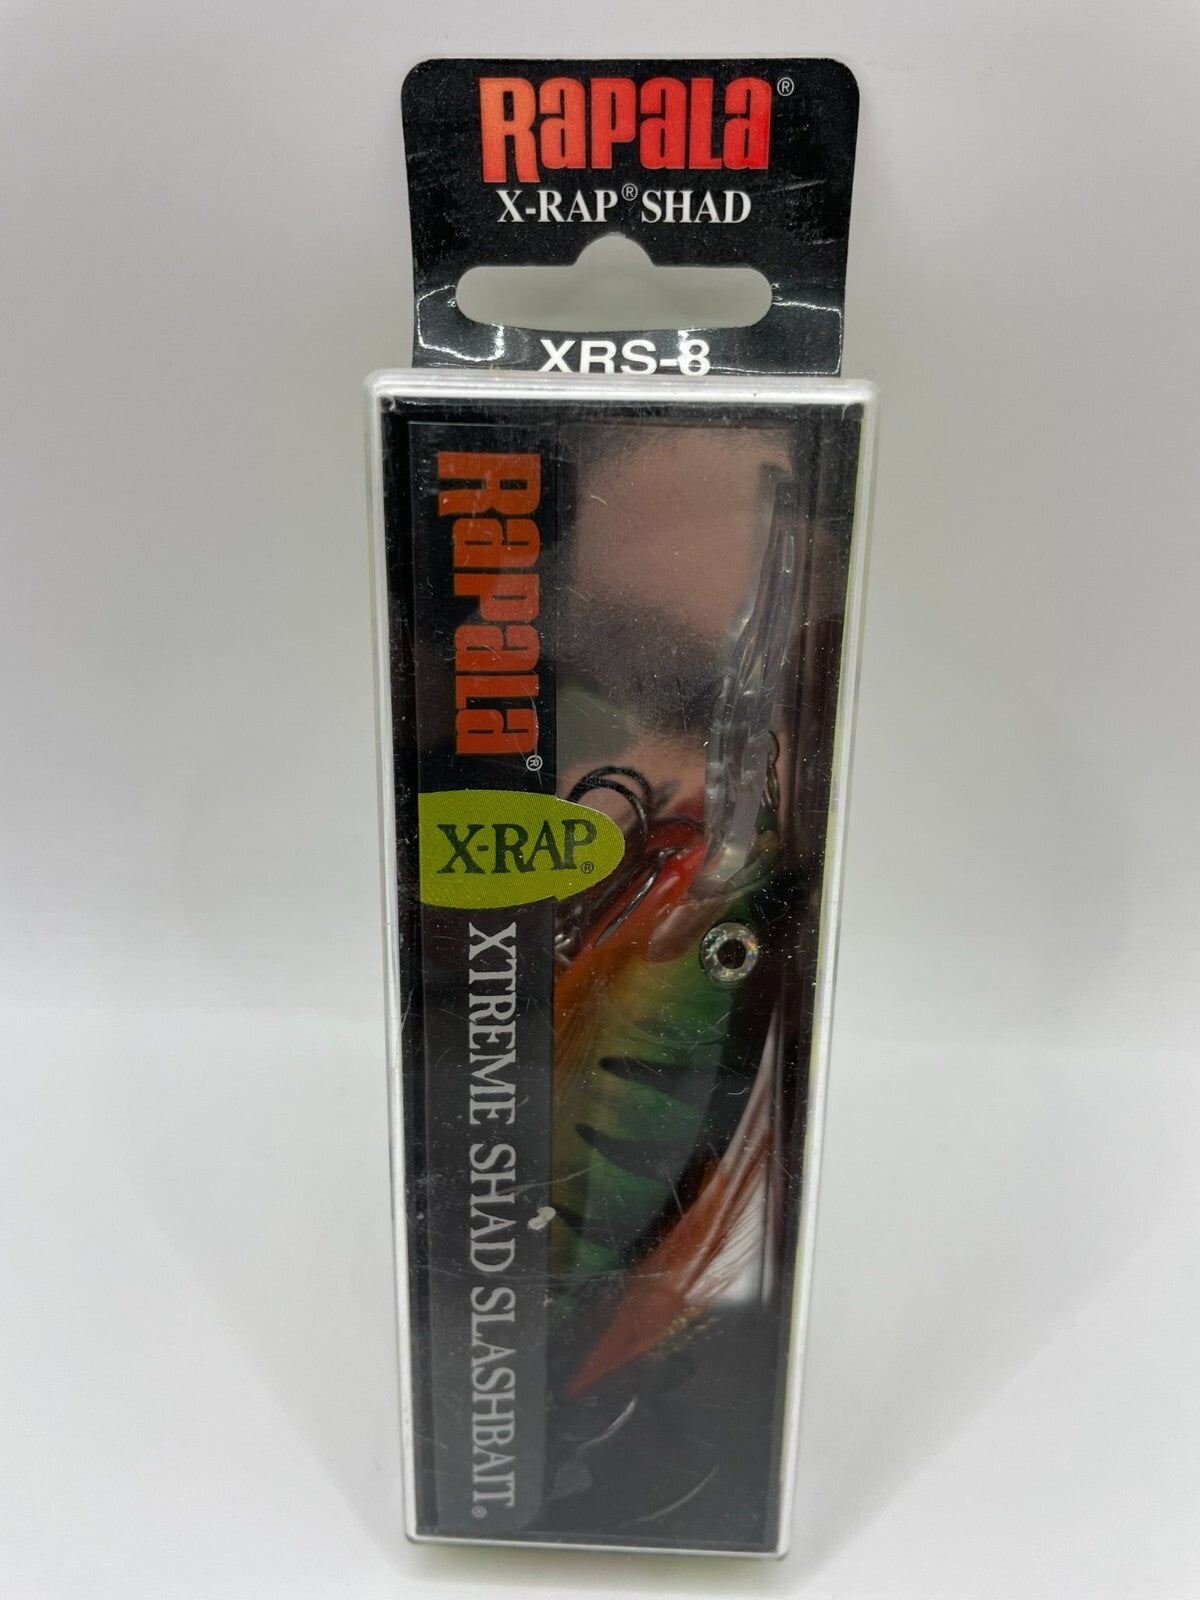 RAPALA®
X-RAP® SHAD
XRS-8
RAPALA®
X-RAP®
XTREME SHAD SLASHBAIT®